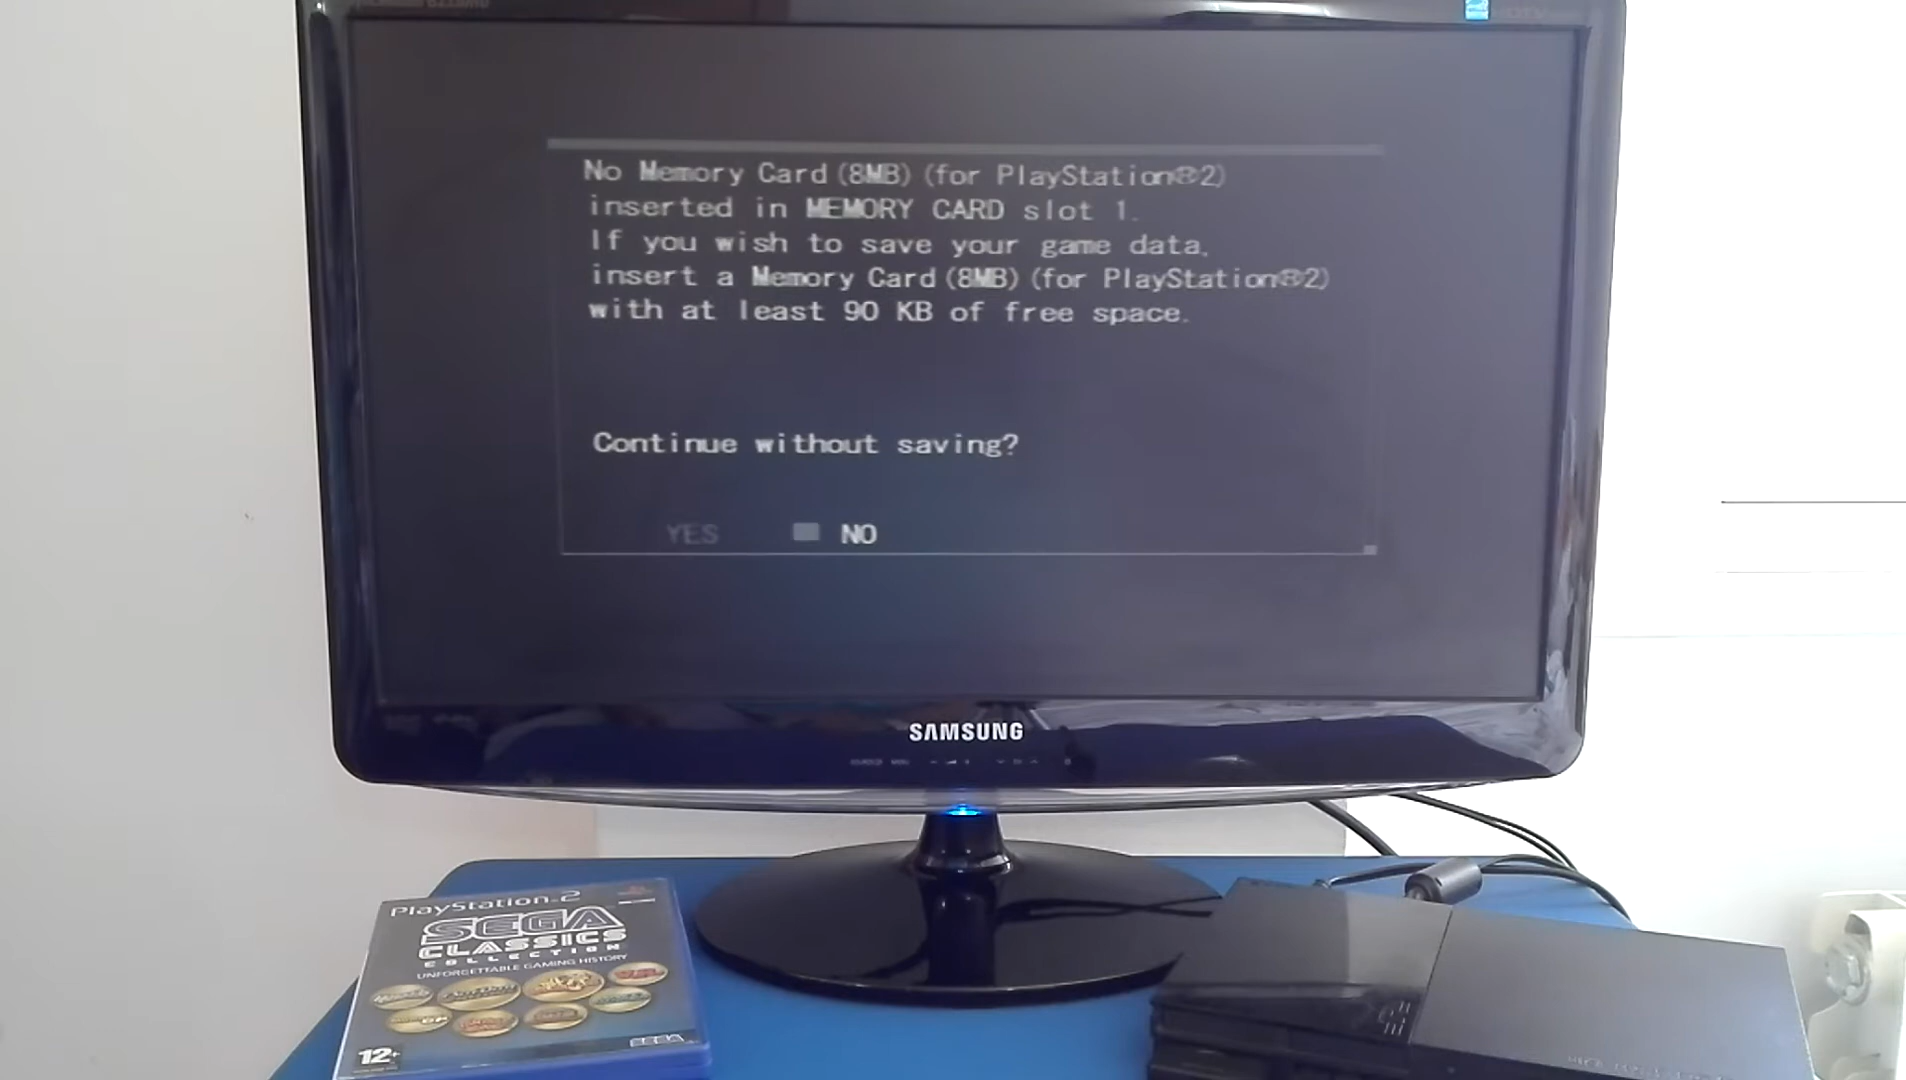 No Memory Card (8MB) (for PlayStation®2)
inserted in MEMORY CARD slot 1.
If you wish to save your game data,
insert a Memory Card (8MB) (for PlayStation®2)
with at least 90 KB of free space.
Continue without saving?
YES NO
SAMSUNG
PlayStation 2
SEGA
CLASSICS
COLLECTION
UNFORGETTABLE GAMING HISTORY
12+
SEGA